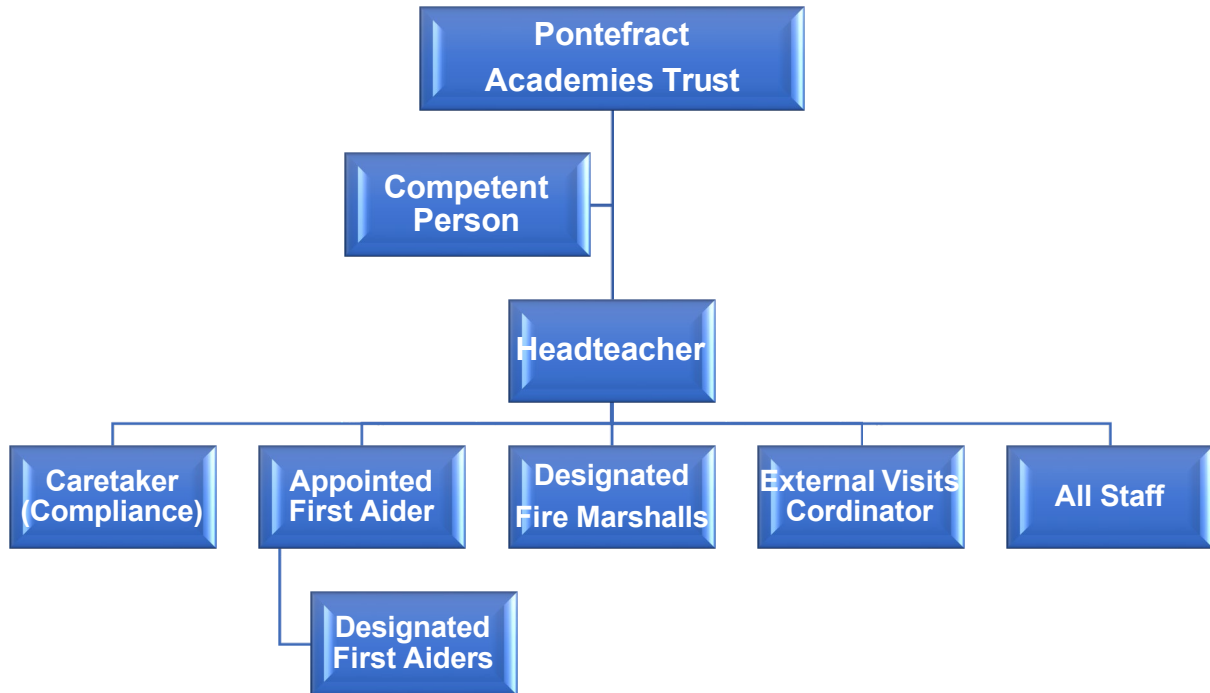 Pontefract
Academies Trust
Competent
Person
Headteacher
Caretaker
(Compliance)
Appointed
First Aider
Designated
Fire Marshalls
External Visits
Cordinator
All Staff
Designated
First Aiders